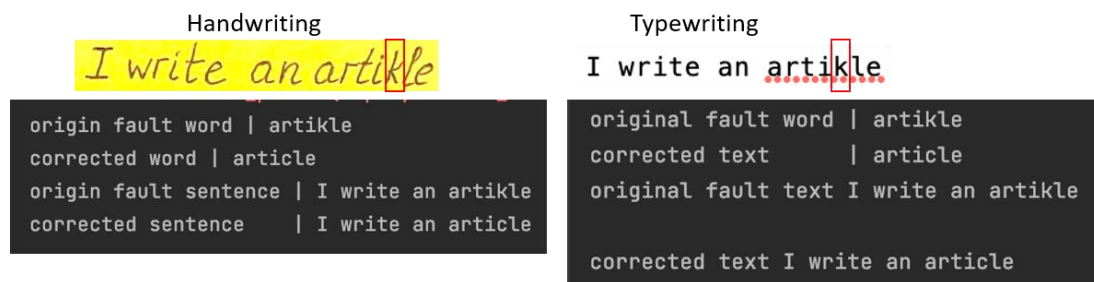 Handwriting
I write an artikle
origin fault word | artikle
corrected word | article
origin fault sentence | I write an artikle
corrected sentence | I write an article
Typewriting
I write an artikle
original fault word | artikle
corrected text | article
original fault text I write an artikle
corrected text I write an article